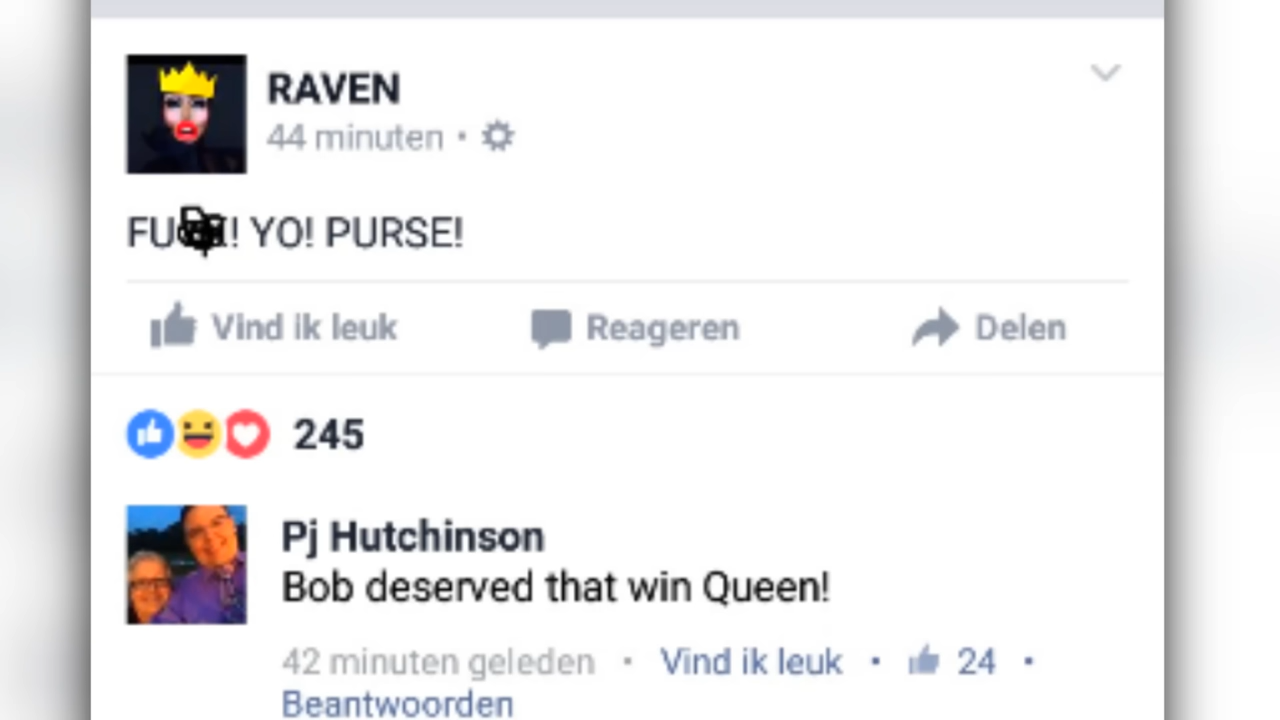 RAVEN
44 minuten •
YO! PURSE!
Vind ik leuk Reageren Delen
245
Pj Hutchinson
Bob deserved that win Queen!
42 minuten geleden • Vind ik leuk • 24 •
Beantwoorden